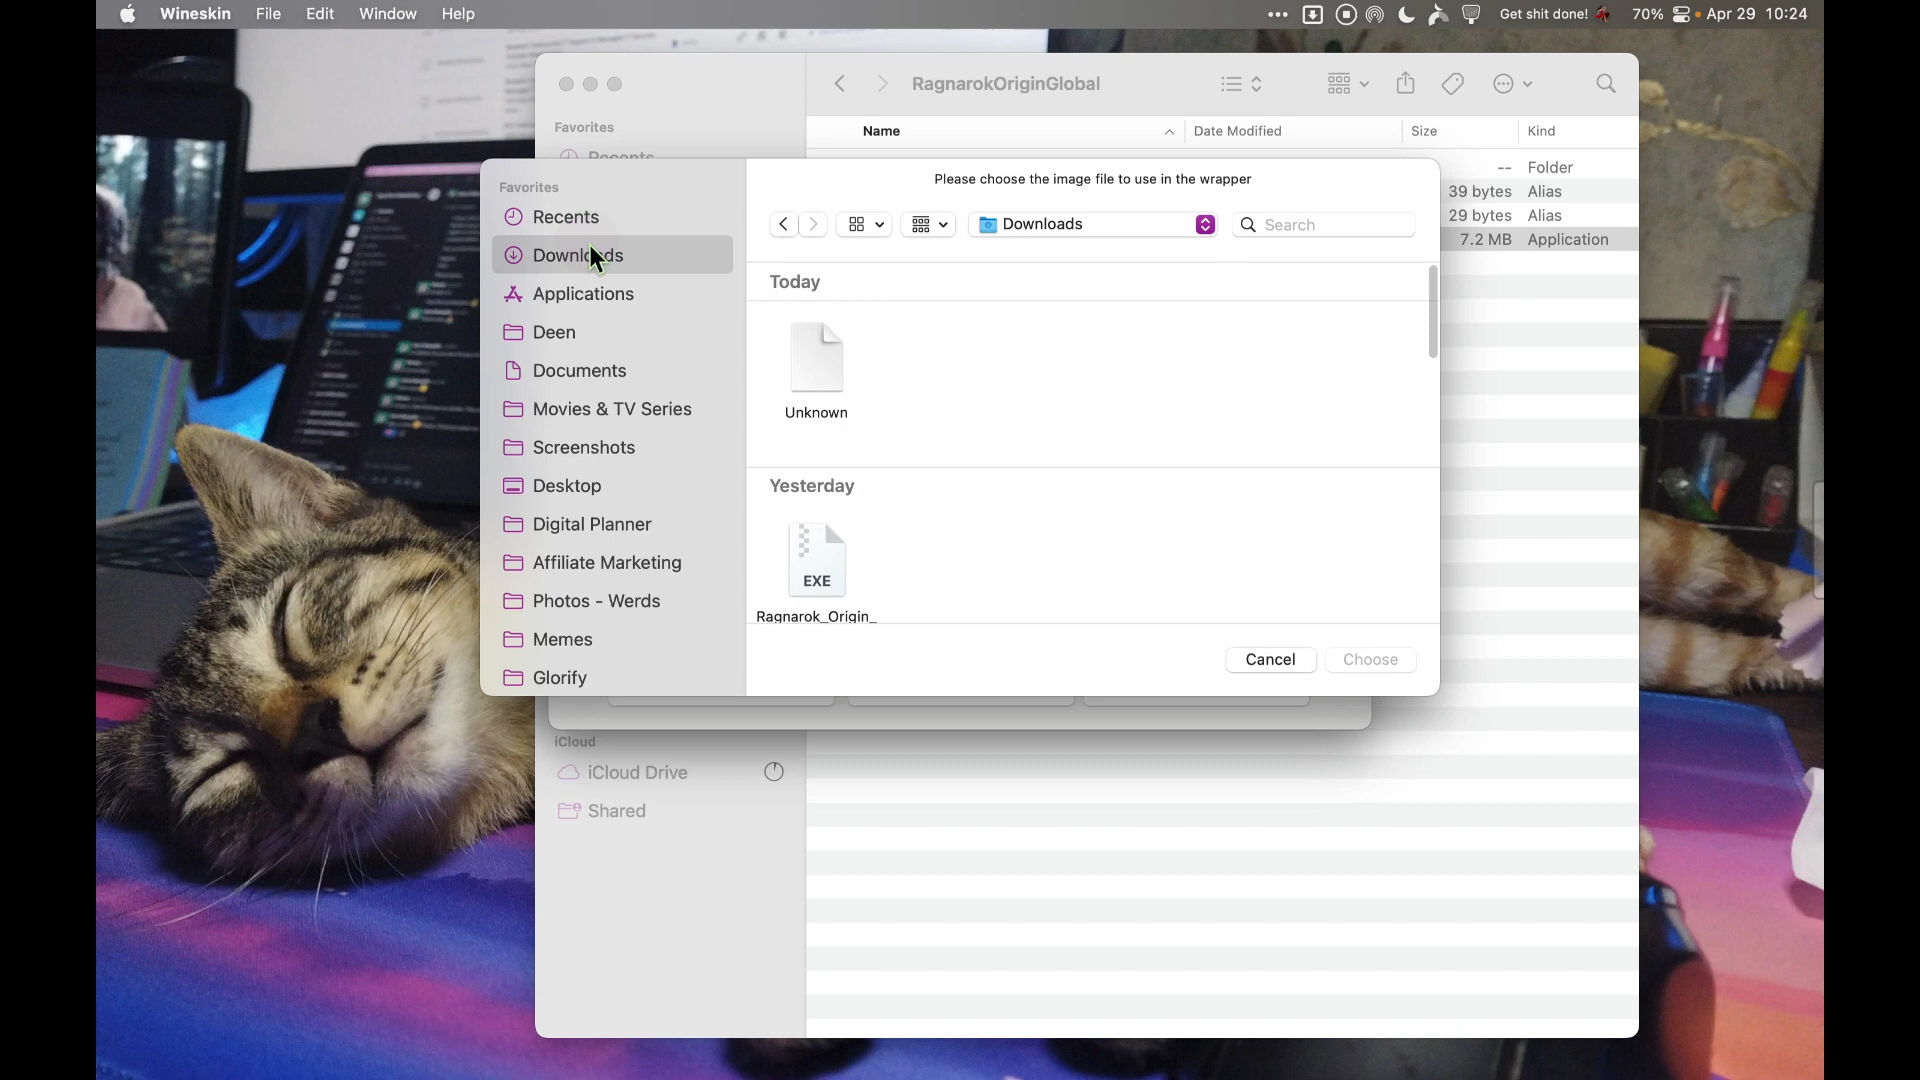 Wineskin File Edit Window Help
Get shit done! 70% Apr 29 10:24
RagnarokOriginGlobal
Favorites
Recents
Name Date Modified Size Kind
-- Folder
39 bytes Alias
29 bytes Alias
7.2 MB Application
Please choose the image file to use in the wrapper
Favorites
Recents
Downloads
Applications
Deen
Documents
Movies & TV Series
Screenshots
Desktop
Digital Planner
Affiliate Marketing
Photos - Werds
Memes
Glorify
Downloads
Search
Today
Unknown
Yesterday
EXE
Ragnarok_Origin_
Cancel Choose
iCloud
iCloud Drive
Shared